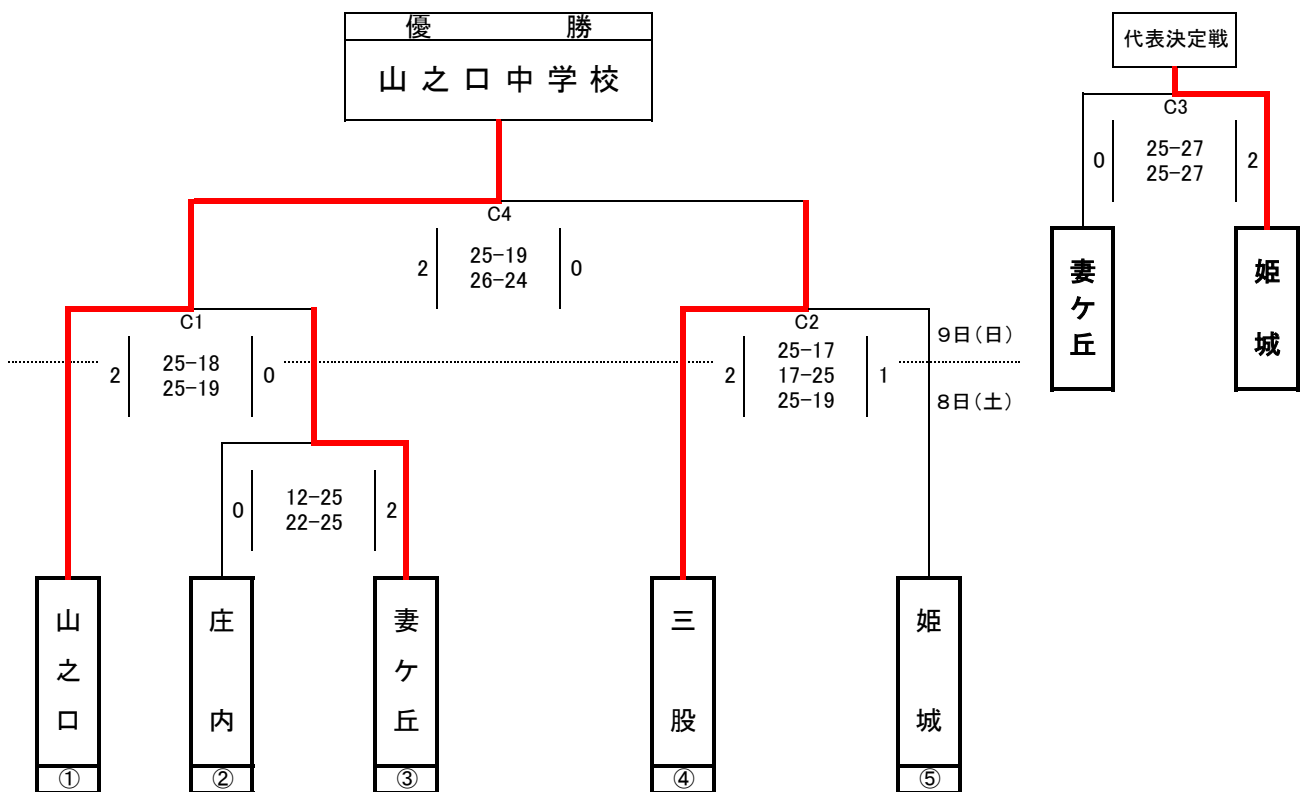 優 勝
山之口中学校
代表決定戦
C3
0
25-27
25-27
2
妻ケ丘
姫城
C4
2
25-19
26-24
0
C1
2
25-18
25-19
0
C2
2
25-17
17-25
25-19
1
9日(日)
8日(土)
0
12-25
22-25
2
山之口
①
庄内
②
妻ケ丘
③
三股
④
姫城
⑤